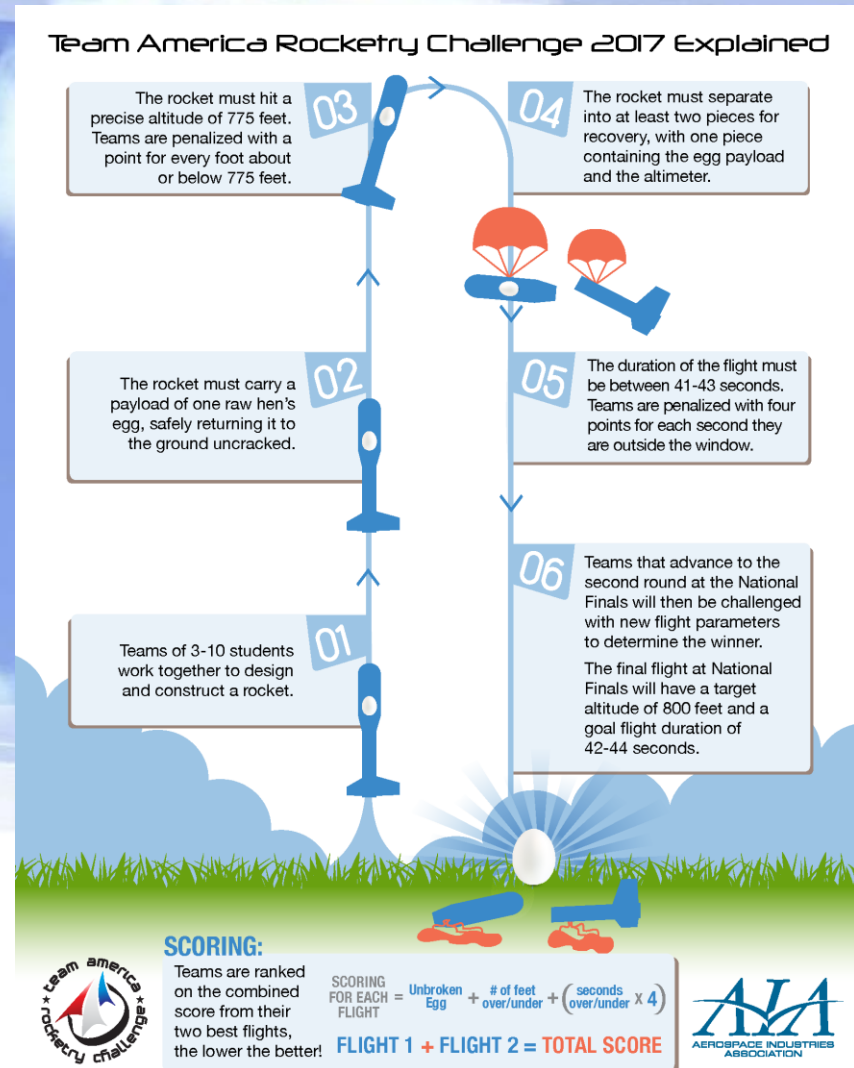 Team America Rocketry Challenge 2017 Explained
03
The rocket must hit a
precise altitude of 775 feet.
Teams are penalized with a
point for every foot about
or below 775 feet.
04
The rocket must separate
into at least two pieces for
recovery, with one piece
containing the egg payload
and the altimeter.
02
The rocket must carry a
payload of one raw hen's
egg, safely returning it to
the ground uncracked.
05
The duration of the flight must
be between 41-43 seconds.
Teams are penalized with four
points for each second they
are outside the window.
01
Teams of 3-10 students
work together to design
and construct a rocket.
06
Teams that advance to the
second round at the National
Finals will then be challenged
with new flight parameters
to determine the winner.
The final flight at National
Finals will have a target
altitude of 800 feet and a
goal flight duration of
42-44 seconds.
team america
rocketry challenge
SCORING:
Teams are ranked
on the combined
score from their
two best flights,
the lower the better!
SCORING
FOR EACH
FLIGHT
= Unbroken Egg + # of feet over/under + (seconds over/under x 4)
FLIGHT 1 + FLIGHT 2 = TOTAL SCORE
AIA
AEROSPACE INDUSTRIES
ASSOCIATION